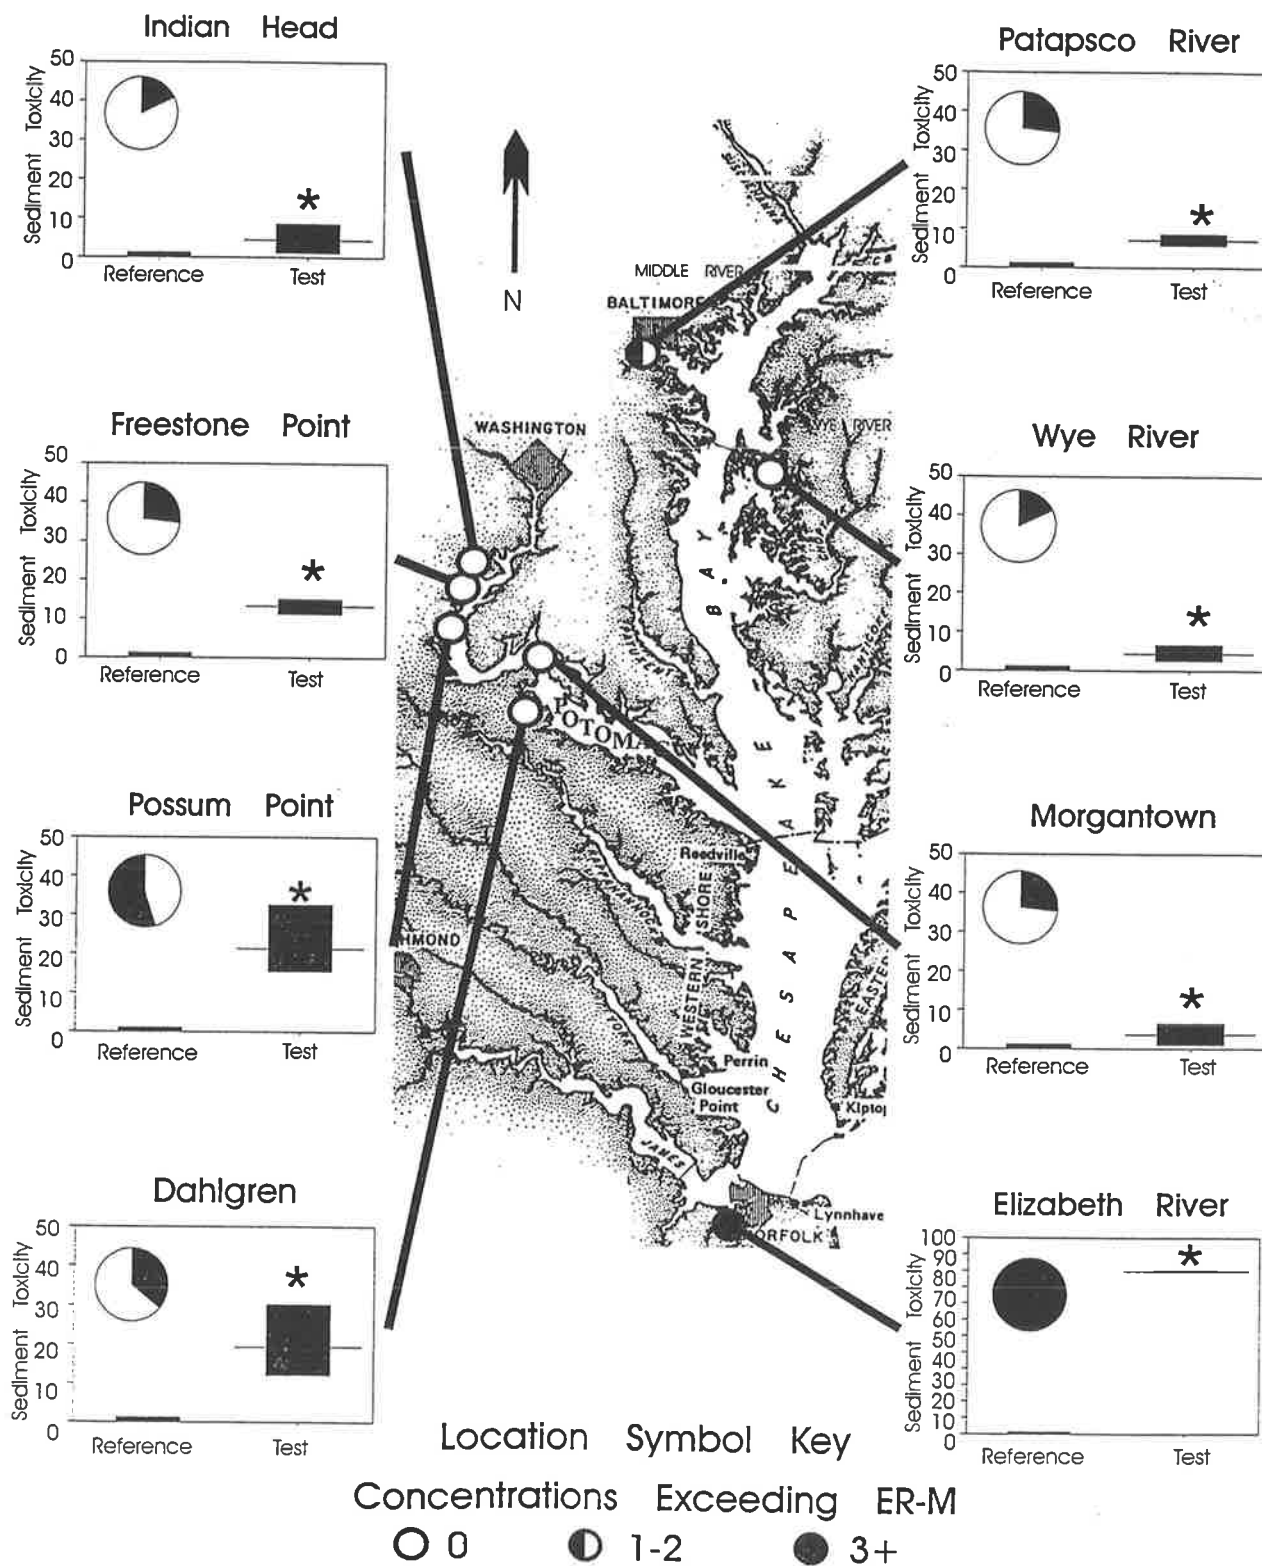 Indian Head
50
40
30
20
10
0
Sediment Toxicity
*
Reference
Test
Patapsco River
50
40
30
20
10
0
Sediment Toxicity
*
Reference
Test
N
MIDDLE RIVER
BALTIMORE
Freestone Point
50
40
30
20
10
0
Sediment Toxicity
*
Reference
Test
WASHINGTON
WYE RIVER
Wye River
50
40
30
20
10
0
Sediment Toxicity
*
Reference
Test
CHESAPEAKE BAY
POTOMA
Possum Point
50
40
30
20
10
0
Sediment Toxicity
*
Reference
Test
Morgantown
50
40
30
20
10
0
Sediment Toxicity
*
Reference
Test
Reedville
RAPPAHANNOCK
WESTERN SHORE
EASTERN
HMOND
YORK
Perrin
Gloucester
Point
Kiptop
JAMES
Lynnhave
ORFOLK
Dahlgren
50
40
30
20
10
0
Sediment Toxicity
*
Reference
Test
Elizabeth River
100
90
80
70
60
50
40
30
20
10
0
Sediment Toxicity
*
Reference
Test
Location Symbol Key
Concentrations Exceeding ER-M
0
1-2
3+